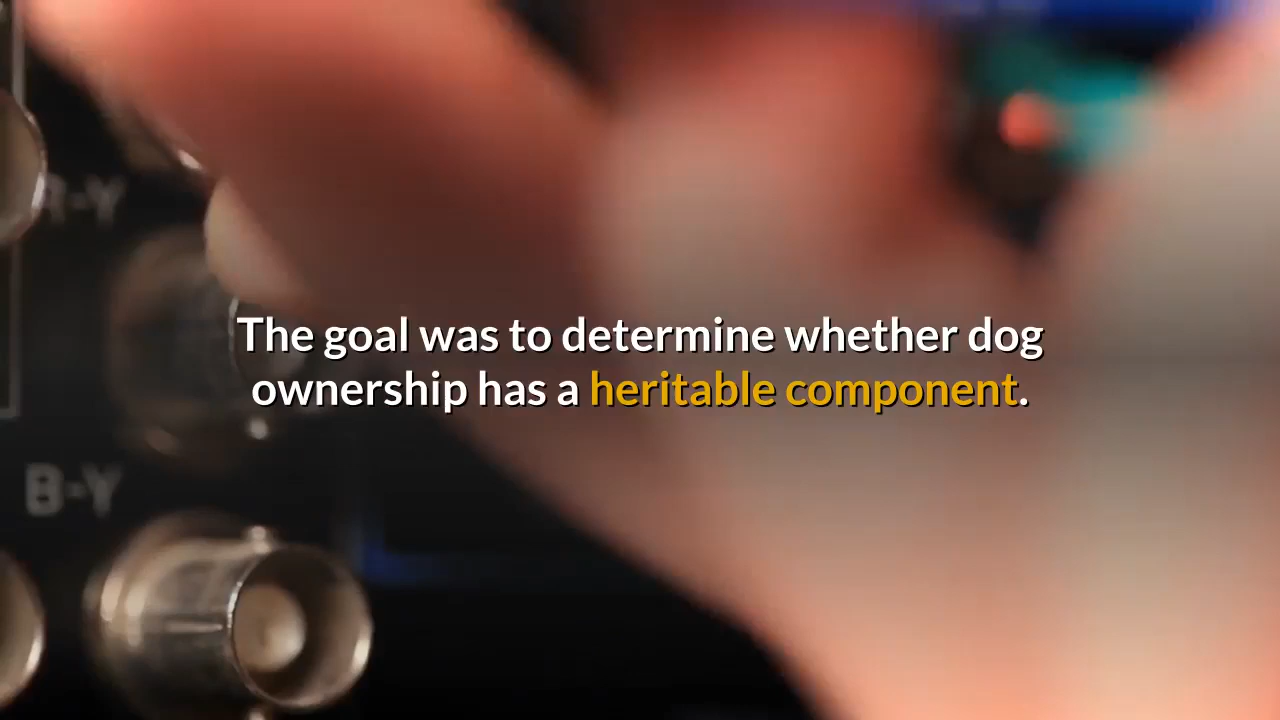 R-Y
The goal was to determine whether dog
ownership has a heritable component.
B-Y